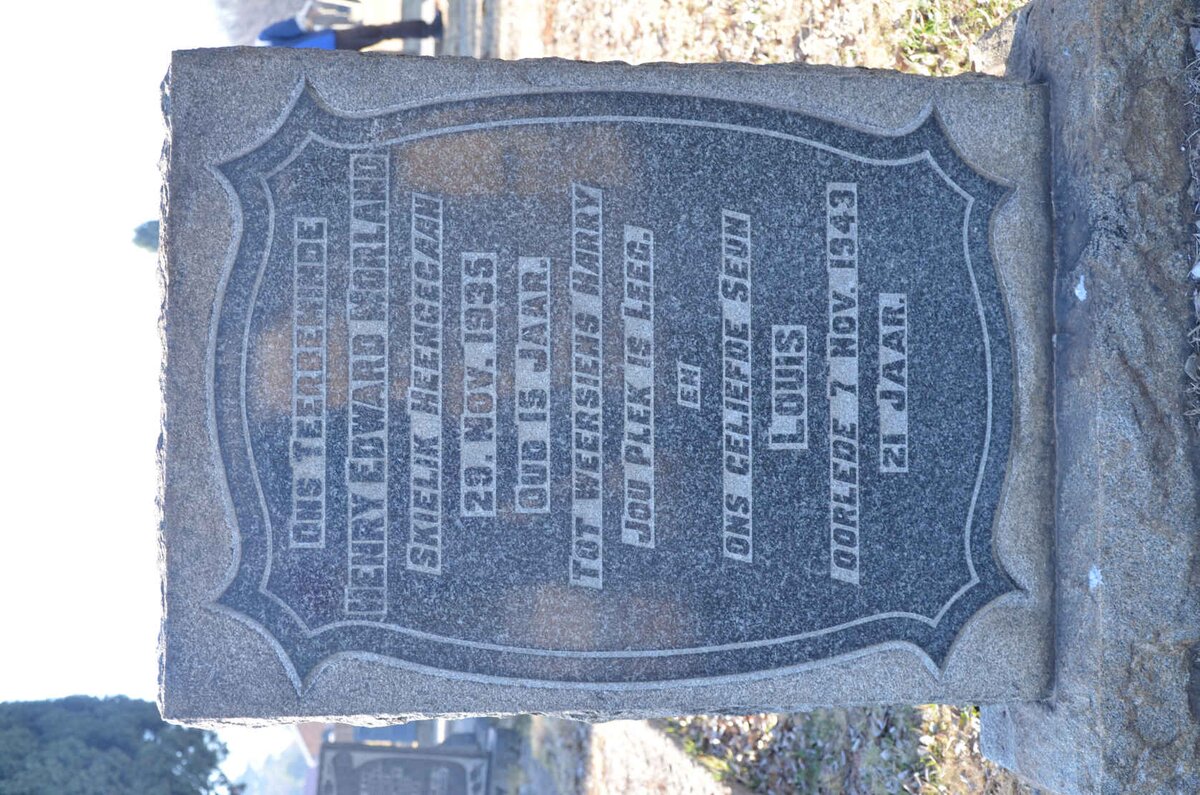 ONS TEERBEMINDE
HENRY EDWARD MORLAND
SKIELIK HEENGEGAAN
29. NOV. 1935
OUD 15 JAAR.
TOT WEERSIENS HARRY
JOU PLEK IS LEEG.
EN
ONS GELIEFDE SEUN
LOUIS
OORLEDE 7 NOV. 1943
21 JAAR